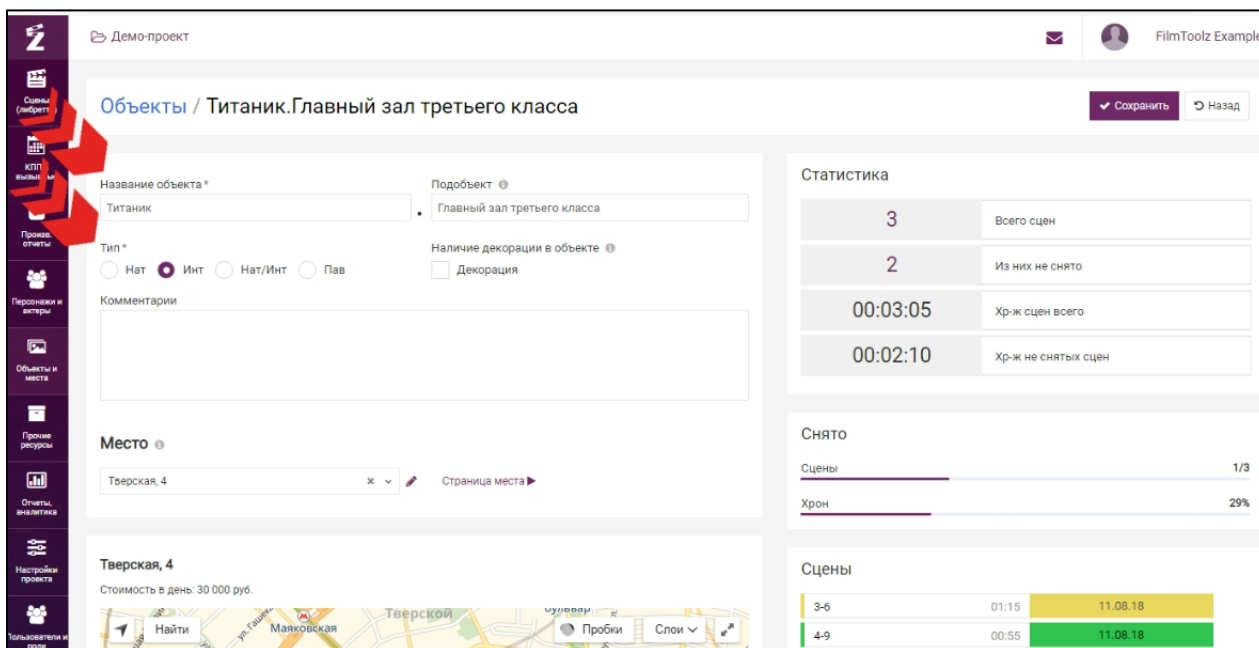 Демо-проект
FilmToolz Example
Сцены
(либретто)
КПП
Произв.
отчеты
Персонажи и
актеры
Объекты и
места
Прочие
ресурсы
Отчеты,
аналитика
Настройки
проекта
Пользователи и
роли
Объекты / Титаник.Главный зал третьего класса
Сохранить
Назад
Название объекта *
Подобъект
Титаник
.
Главный зал третьего класса
Тип *
Наличие декорации в объекте
Нат Инт Нат/Инт Пав
Декорация
Комментарии
Место
Тверская, 4
Страница места
Тверская, 4
Стоимость в день: 30 000 руб.
Найти
ул. Гашека
Маяковская
Тверской
бульвар
Пробки
Слои
Статистика
3 Всего сцен
2 Из них не снято
00:03:05 Хр-ж сцен всего
00:02:10 Хр-ж не снятых сцен
Снято
Сцены 1/3
Хрон 29%
Сцены
3-6 01:15 11.08.18
4-9 00:55 11.08.18